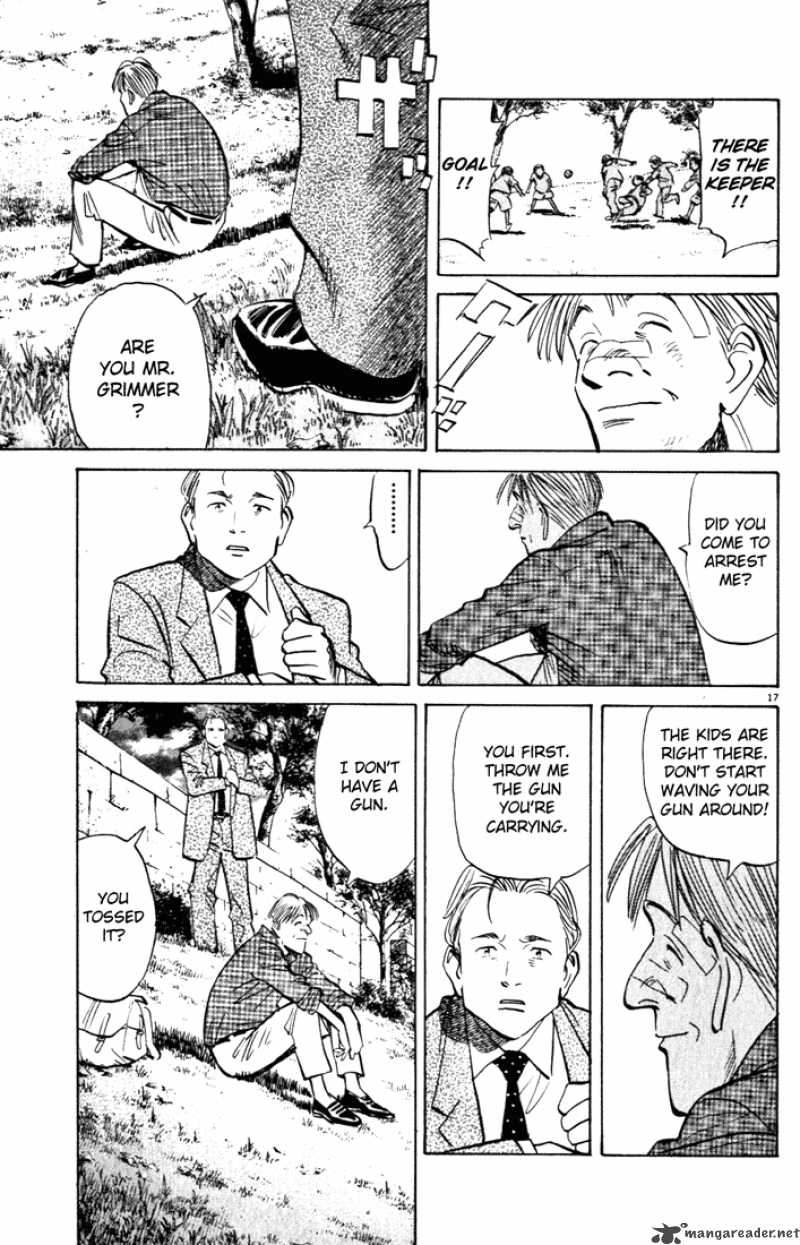 THERE
IS THE
KEEPER
!!
GOAL
!!
ARE
YOU MR.
GRIMMER
?
DID YOU
COME TO
ARREST
ME?
.........
17
THE KIDS ARE
RIGHT THERE.
DON'T START
WAVING YOUR
GUN AROUND!
YOU FIRST.
THROW ME
THE GUN
YOU'RE
CARRYING.
I DON'T
HAVE A
GUN.
YOU
TOSSED
IT?
mangareader.net